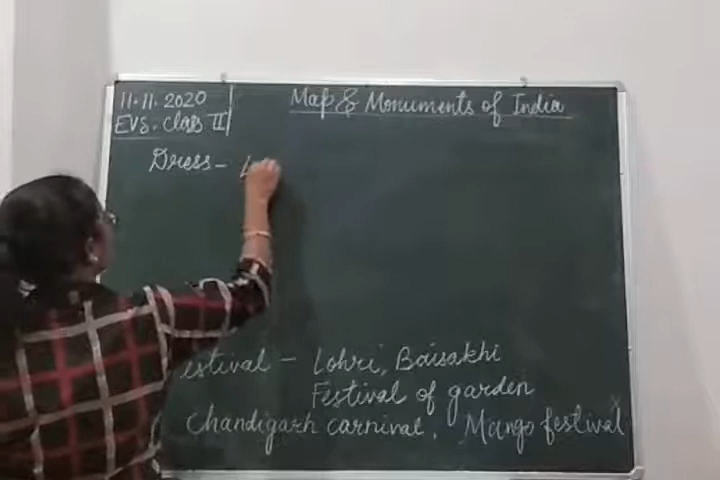 11.11.2020
Map & Monuments of India
EVS. Class II
Dress -
estival - Lohri, Baisakhi
Festival of garden
Chandigarh carnival, Mango festival